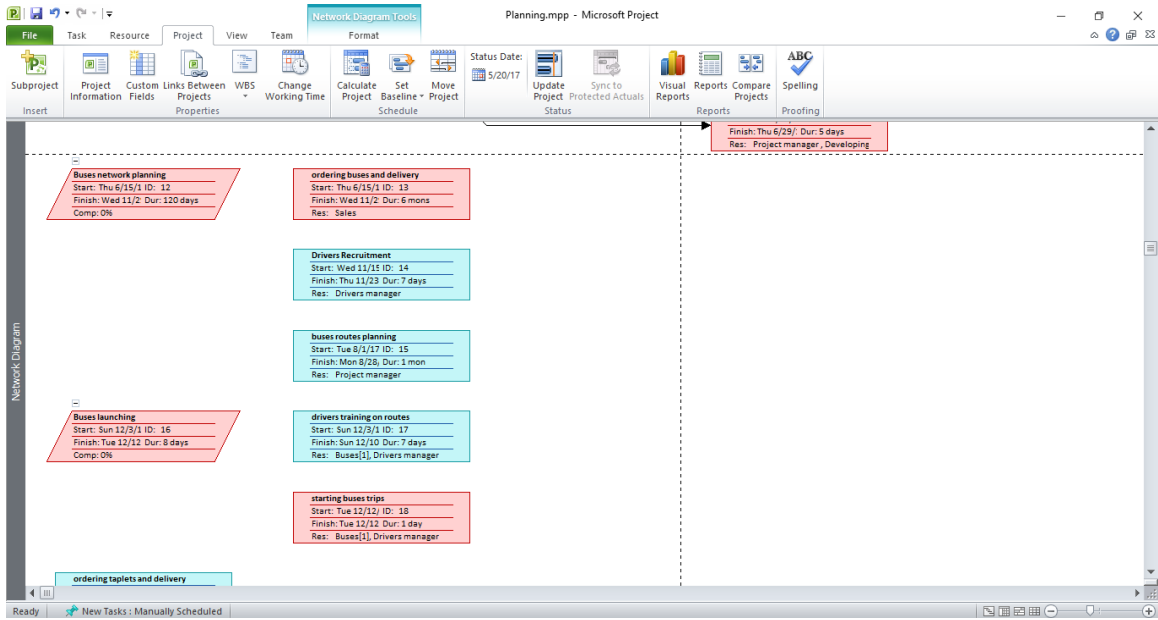 Network Diagram Tools
Planning.mpp - Microsoft Project
File Task Resource Project View Team Format
Subproject
Project Information
Custom Fields
Links Between Projects
WBS
Change Working Time
Calculate Project
Set Baseline
Move Project
Status Date:
5/20/17
Update Project
Sync to Protected Actuals
Visual Reports
Reports
Compare Projects
ABC
Spelling
Insert Properties Schedule Status Reports Proofing
Finish: Thu 6/29/: Dur: 5 days
Res: Project manager , Developing
Buses network planning
Start: Thu 6/15/1 ID: 12
Finish: Wed 11/2 Dur: 120 days
Comp: 0%
ordering buses and delivery
Start: Thu 6/15/1 ID: 13
Finish: Wed 11/2 Dur: 6 mons
Res: Sales
Drivers Recruitment
Start: Wed 11/15 ID: 14
Finish: Thu 11/23 Dur: 7 days
Res: Drivers manager
buses routes planning
Start: Tue 8/1/17 ID: 15
Finish: Mon 8/28, Dur: 1 mon
Res: Project manager
Buses launching
Start: Sun 12/3/1 ID: 16
Finish: Tue 12/12 Dur: 8 days
Comp: 0%
drivers training on routes
Start: Sun 12/3/1 ID: 17
Finish: Sun 12/10 Dur: 7 days
Res: Buses[1], Drivers manager
starting buses trips
Start: Tue 12/12/ ID: 18
Finish: Tue 12/12 Dur: 1 day
Res: Buses[1], Drivers manager
ordering taplets and delivery
Network Diagram
Ready New Tasks : Manually Scheduled